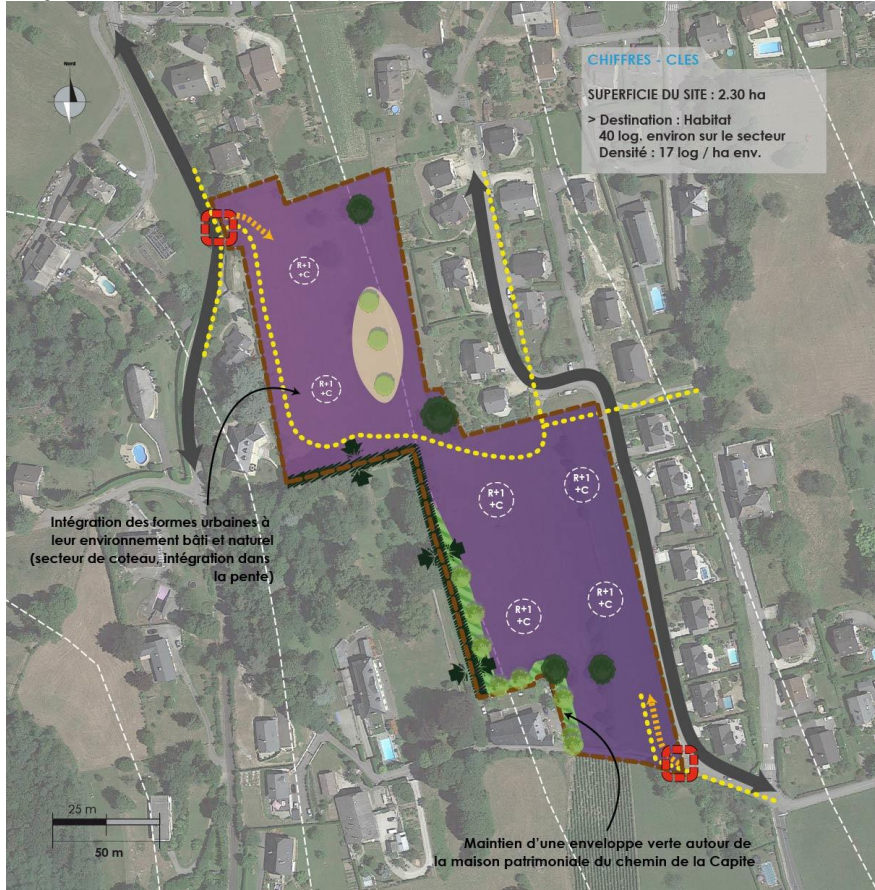 Nord
CHIFFRES - CLES
SUPERFICIE DU SITE : 2.30 ha
> Destination : Habitat
40 log. environ sur le secteur
Densité : 17 log / ha env.
R+1
+C
R+1
+C
R+1
+C
R+1
+C
R+1
+C
R+1
+C
Intégration des formes urbaines à
leur environnement bâti et naturel
(secteur de coteau, intégration dans
la pente)
25 m
50 m
Maintien d'une enveloppe verte autour de
la maison patrimoniale du chemin de la Capite